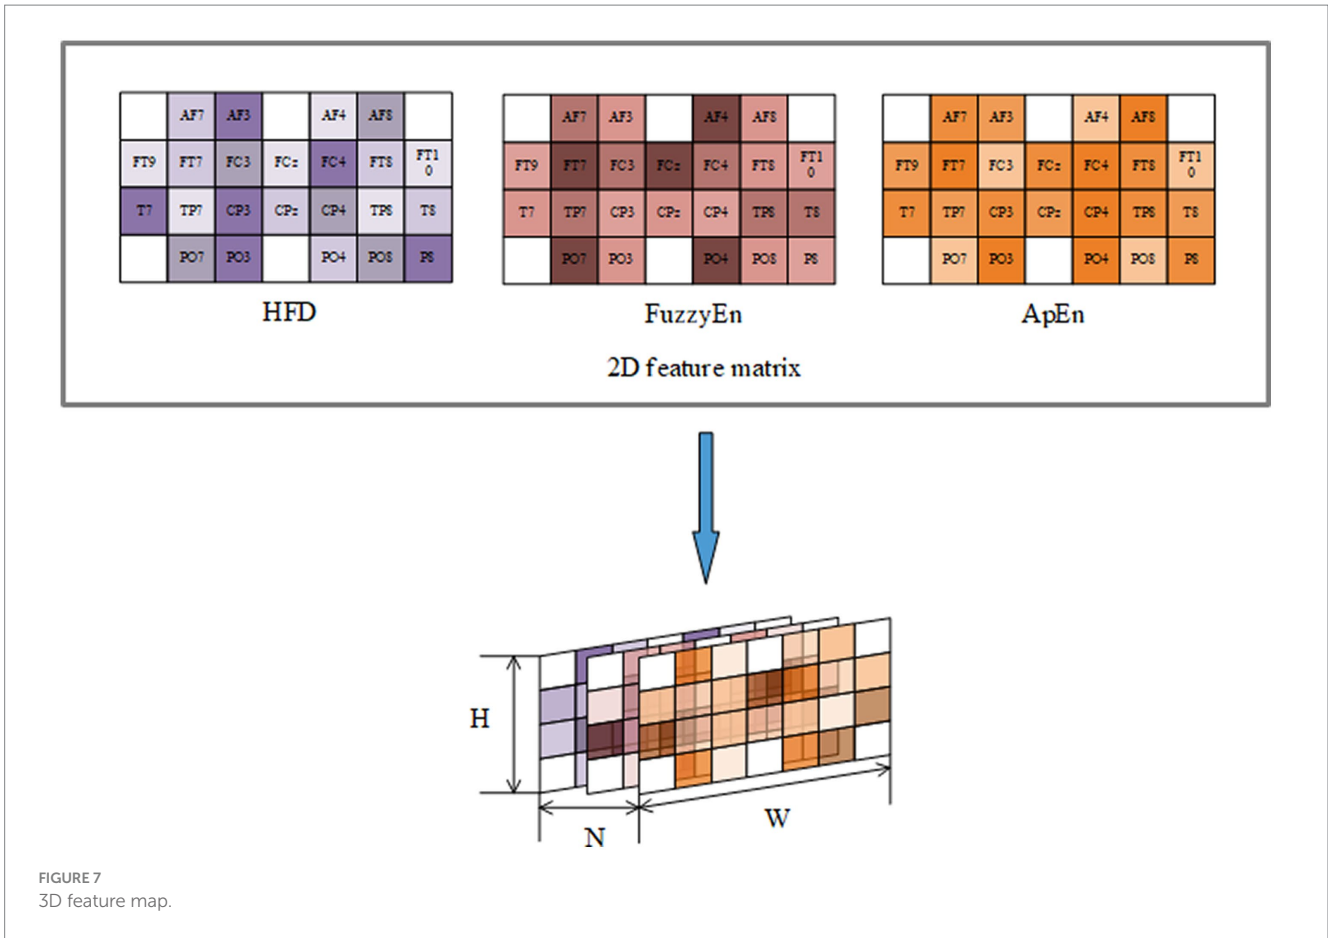 AF7 AF3 AF4 AF8
FT9 FT7 FC3 FCz FC4 FT8 FT10
T7 TP7 CP3 CPz CP4 TP8 T8
PO7 PO3 PO4 PO8 P8
HFD
AF7 AF3 AF4 AF8
FT9 FT7 FC3 FCz FC4 FT8 FT10
T7 TP7 CP3 CPz CP4 TP8 T8
PO7 PO3 PO4 PO8 P8
FuzzyEn
AF7 AF3 AF4 AF8
FT9 FT7 FC3 FCz FC4 FT8 FT10
T7 TP7 CP3 CPz CP4 TP8 T8
PO7 PO3 PO4 PO8 P8
ApEn
2D feature matrix
H
N
W
FIGURE 7
3D feature map.